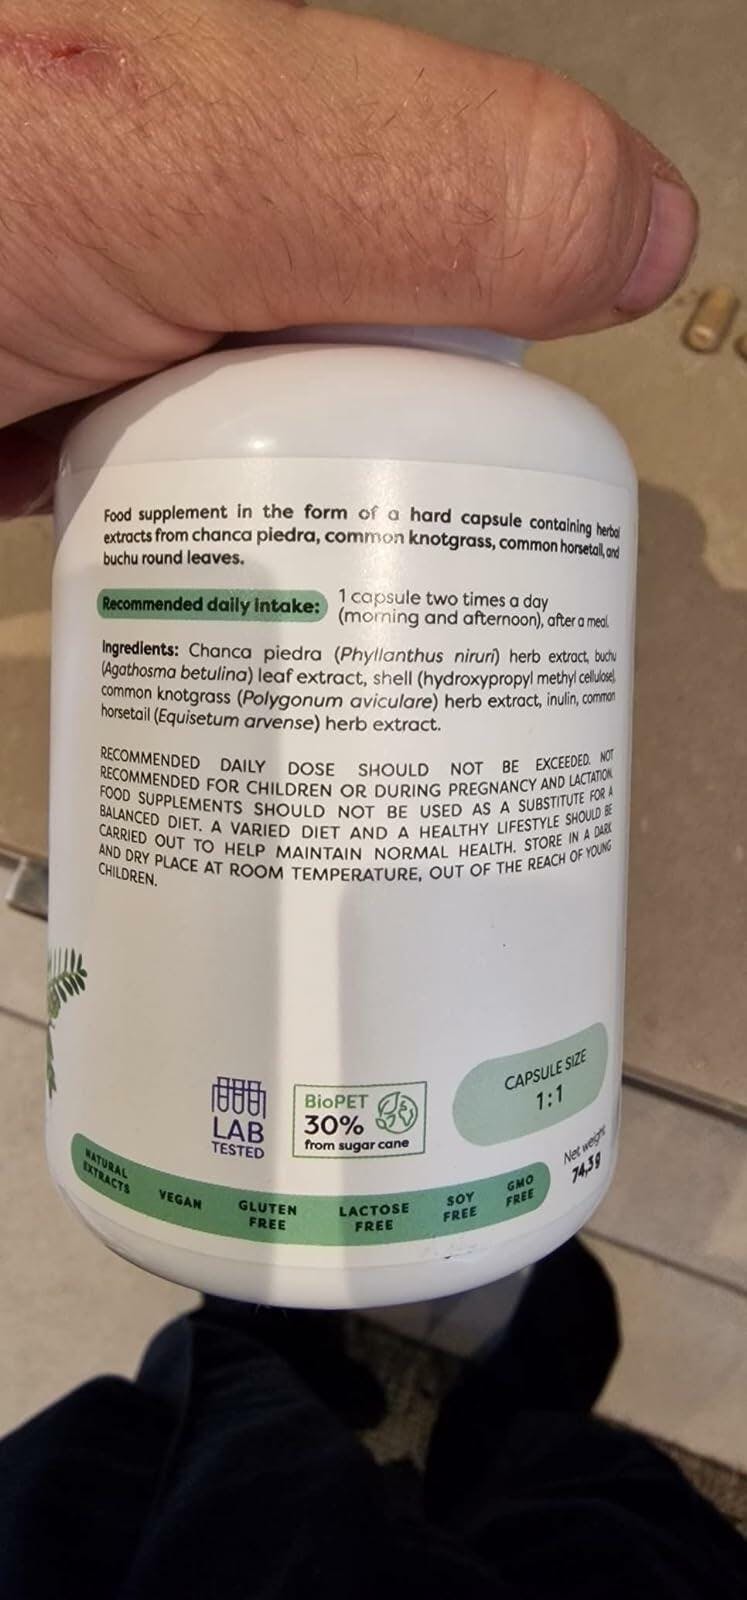 Food supplement in the form of a hard capsule containing herbal
extracts from chanca piedra, common knotgrass, common horsetail, and
buchu round leaves.
Recommended daily intake:
1 capsule two times a day
(morning and afternoon), after a meal.
Ingredients: Chanca piedra (Phyllanthus niruri) herb extract, buchu
(Agathosma betulina) leaf extract, shell (hydroxypropyl methyl cellulose),
common knotgrass (Polygonum aviculare) herb extract, inulin, common
horsetail (Equisetum arvense) herb extract.
RECOMMENDED DAILY DOSE SHOULD NOT BE EXCEEDED. NOT
RECOMMENDED FOR CHILDREN OR DURING PREGNANCY AND LACTATION.
FOOD SUPPLEMENTS SHOULD NOT BE USED AS A SUBSTITUTE FOR A
BALANCED DIET. A VARIED DIET AND A HEALTHY LIFESTYLE SHOULD BE
CARRIED OUT TO HELP MAINTAIN NORMAL HEALTH. STORE IN A DARK
AND DRY PLACE AT ROOM TEMPERATURE, OUT OF THE REACH OF YOUNG
CHILDREN.
LAB
TESTED
BioPET
30%
from sugar cane
CAPSULE SIZE
1:1
Net weight
74,3 g
NATURAL
EXTRACTS
VEGAN
GLUTEN
FREE
LACTOSE
FREE
SOY
FREE
GMO
FREE